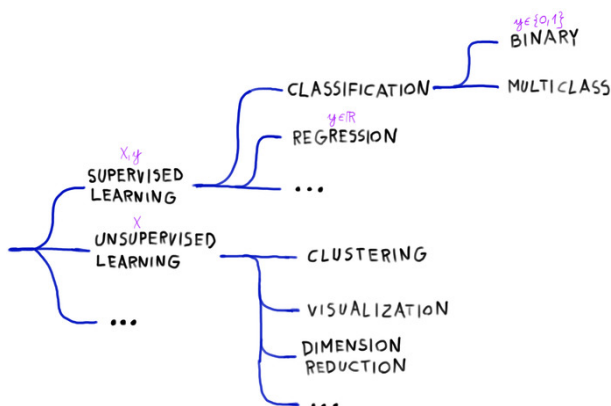 y∈{0,1}
BINARY
CLASSIFICATION
MULTICLASS
y∈ℝ
REGRESSION
X,y
SUPERVISED
LEARNING
...
X
UNSUPERVISED
LEARNING
CLUSTERING
VISUALIZATION
...
DIMENSION
REDUCTION
...